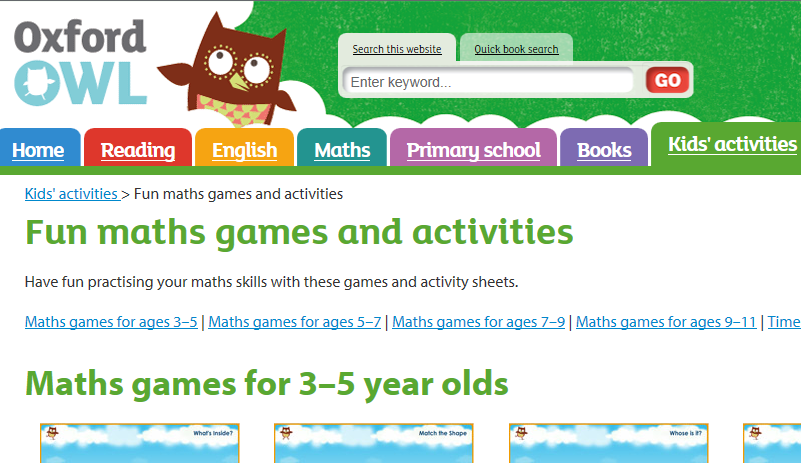 Oxford
OWL
Search this website
Quick book search
Enter keyword...
GO
Home
Reading
English
Maths
Primary school
Books
Kids' activities
Kids' activities > Fun maths games and activities
Fun maths games and activities
Have fun practising your maths skills with these games and activity sheets.
Maths games for ages 3–5 | Maths games for ages 5–7 | Maths games for ages 7–9 | Maths games for ages 9–11 | Time
Maths games for 3–5 year olds
What's Inside?
Match the Shape
Whose is it?